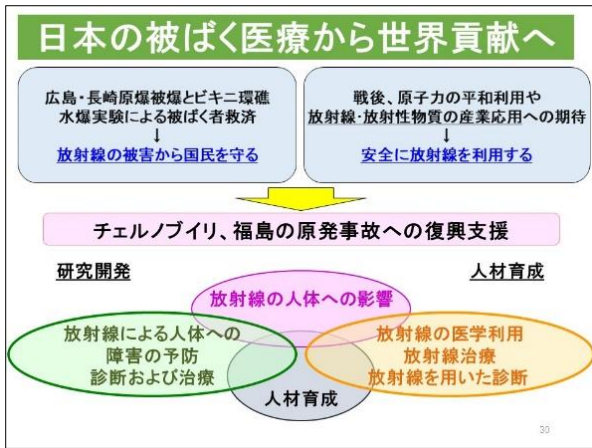 日本の被ばく医療から世界貢献へ
広島・長崎原爆被爆とビキニ環礁
水爆実験による被ばく者救済
↓
放射線の被害から国民を守る
戦後、原子力の平和利用や
放射線・放射性物質の産業応用への期待
↓
安全に放射線を利用する
チェルノブイリ、福島の原発事故への復興支援
研究開発
人材育成
放射線の人体への影響
放射線による人体への
障害の予防
診断および治療
放射線の医学利用
放射線治療
放射線を用いた診断
人材育成
30